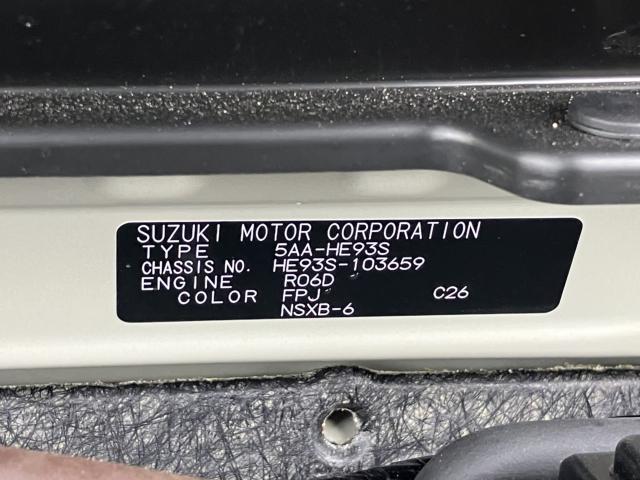 SUZUKI MOTOR CORPORATION
TYPE 5AA-HE93S
CHASSIS NO. HE93S-103659
ENGINE R06D
COLOR FPJ C26
NSXB-6